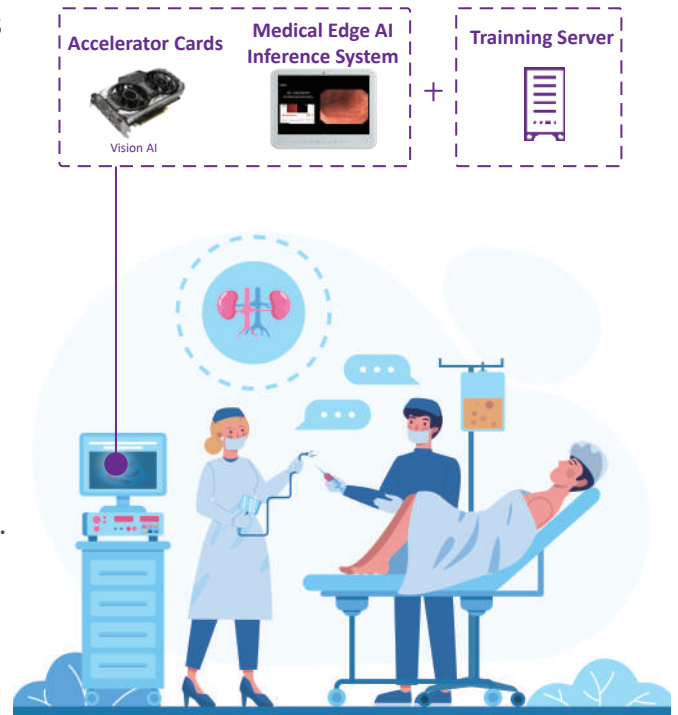 s
Accelerator Cards
Medical Edge AI
Inference System
Trainning Server
+
Vision AI
.